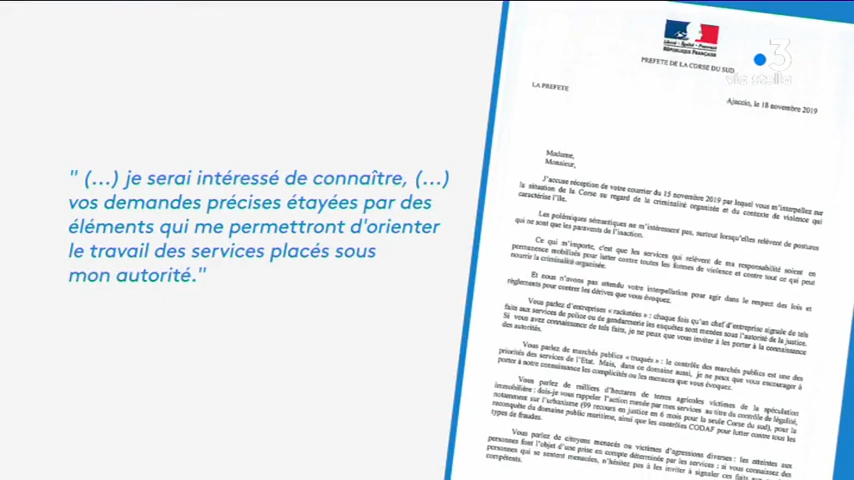 " (...) je serai intéressé de connaître, (...)
vos demandes précises étayées par des
éléments qui me permettront d'orienter
le travail des services placés sous
mon autorité."
Liberté • Égalité • Fraternité
RÉPUBLIQUE FRANÇAISE
PREFETE DE LA CORSE DU SUD
3
via stella
LA PREFETE
Ajaccio, le 18 novembre 2019
Madame,
Monsieur,
J'accuse réception de votre courrier du 15 novembre 2019 par lequel vous m'interpellez sur
la situation de la Corse au regard de la criminalité organisée et du contexte de violence qui
caractérise l'île.
Les polémiques sémantiques ne m'intéressent pas, surtout lorsqu'elles relèvent de postures
qui ne sont que les paravents de l'inaction.
Ce qui m'importe, c'est que les services qui relèvent de ma responsabilité soient en
permanence mobilisés pour lutter contre toutes les formes de violence et contre tout ce qui peut
nourrir la criminalité organisée.
Et nous n'avons pas attendu votre interpellation pour agir dans le respect des lois et
règlements pour contrer les dérives que vous évoquez.
Vous parlez d'entreprises « rackettées » : chaque fois qu'un chef d'entreprise signale de tels
faits aux services de police ou de gendarmerie les enquêtes sont menées sous l'autorité de la justice.
Si vous avez connaissance de tels faits, je ne peux que vous inviter à les porter à la connaissance
des autorités.
Vous parlez de marchés publics « truqués » : le contrôle des marchés publics est une des
priorités des services de l'Etat. Mais, dans ce domaine aussi, je ne peux que vous encourager à
porter à notre connaissance les complicités ou les menaces que vous évoquez.
Vous parlez de milliers d'hectares de terres agricoles victimes de la spéculation
immobilière : dois-je vous rappeler l'action menée par mes services au titre du contrôle de légalité,
notamment sur l'urbanisme (99 recours en justice en 6 mois pour la seule Corse du sud), pour la
reconquête du domaine public maritime, ainsi que les contrôles CODAF pour lutter contre tous les
types de fraudes.
Vous parlez de citoyens menacés ou victimes d'agressions diverses : les atteintes aux
personnes font l'objet d'une prise en compte déterminée par les services ; si vous connaissez des
personnes qui se sentent menacées, n'hésitez pas à les inviter à signaler ces faits aux
compétents.